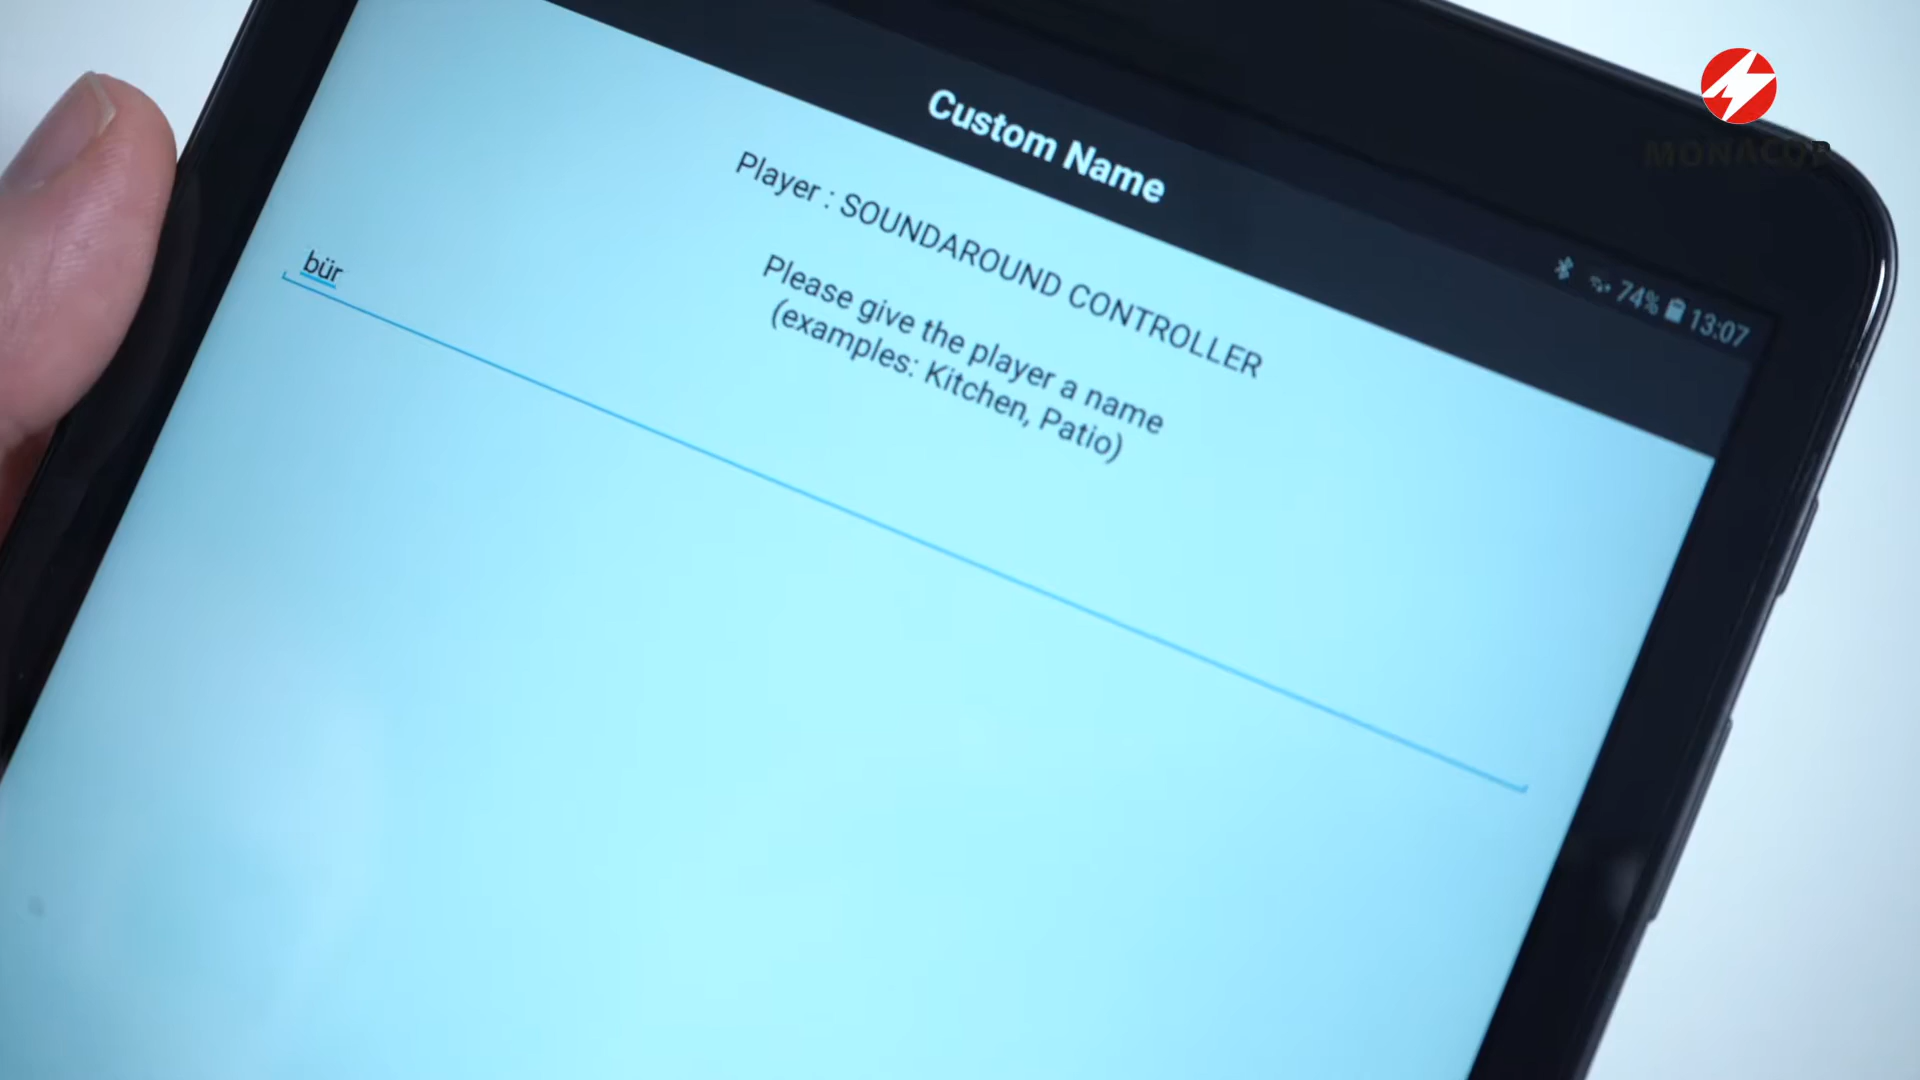 MONACOR
74% 13:07
Custom Name
Player : SOUNDAROUND CONTROLLER
Please give the player a name
(examples: Kitchen, Patio)
bür